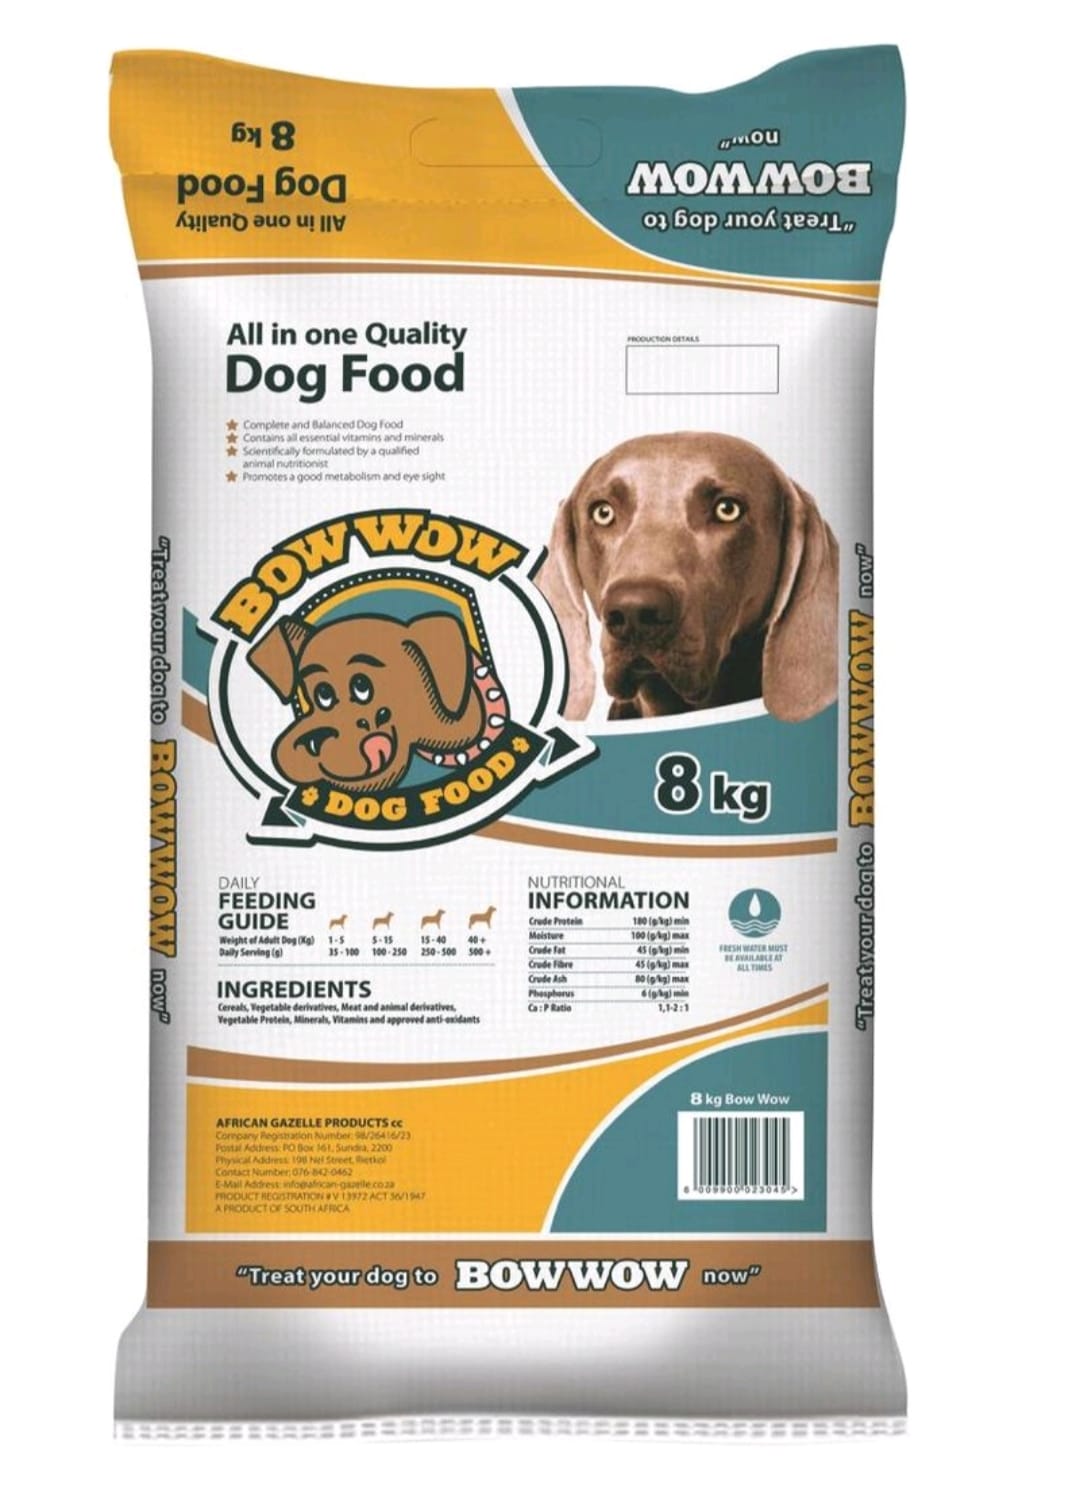 "Treat your dog to
BOWWOW
now"
All in one Quality
Dog Food
8 kg
All in one Quality
Dog Food
PRODUCTION DETAILS
Complete and Balanced Dog Food
Contains all essential vitamins and minerals
Scientifically formulated by a qualified
animal nutritionist
Promotes a good metabolism and eye sight
BOW WOW
DOG FOOD
8 kg
"Treat your dog to BOWWOW now"
"Treat your dog to BOWWOW now"
DAILY
FEEDING
GUIDE
Weight of Adult Dog (Kg) 1 - 5 5 - 15 15 - 40 40 +
Daily Serving (g) 35 - 100 100 - 250 250 - 500 500 +
INGREDIENTS
Cereals, Vegetable derivatives, Meat and animal derivatives,
Vegetable Protein, Minerals, Vitamins and approved anti-oxidants
NUTRITIONAL
INFORMATION
Crude Protein 180 (g/kg) min
Moisture 100 (g/kg) max
Crude Fat 45 (g/kg) min
Crude Fibre 45 (g/kg) max
Crude Ash 80 (g/kg) max
Phosphorus 6 (g/kg) min
Ca : P Ratio 1,1-2 : 1
FRESH WATER MUST
BE AVAILABLE AT
ALL TIMES
AFRICAN GAZELLE PRODUCTS cc
Company Registration Number: 98/26416/23
Postal Address: PO Box 161, Sundra, 2200
Physical Address: 198 Nel Street, Rietkol
Contact Number: 076-842-0462
E-Mail Address: info@african-gazelle.co.za
PRODUCT REGISTRATION # V 13972 ACT 36/1947
A PRODUCT OF SOUTH AFRICA
8 kg Bow Wow
6 009900 023045 >
"Treat your dog to BOWWOW now"